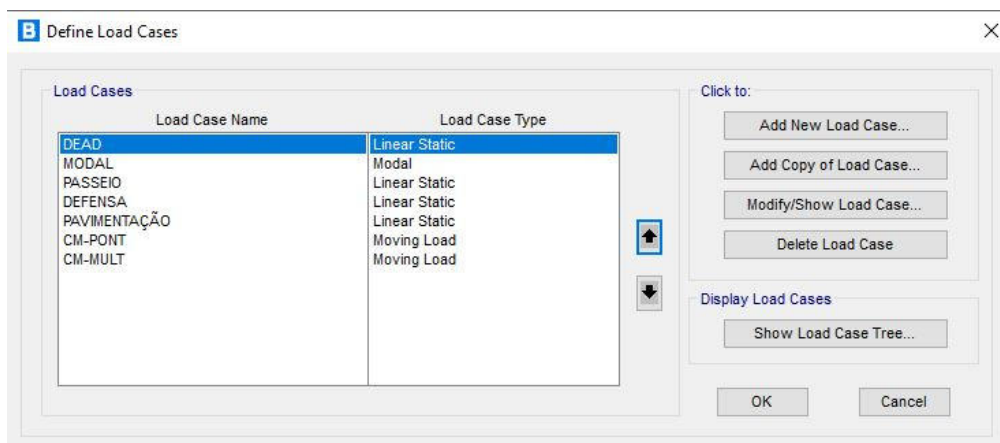 B Define Load Cases
Load Cases
Load Case Name Load Case Type
DEAD Linear Static
MODAL Modal
PASSEIO Linear Static
DEFENSA Linear Static
PAVIMENTAÇÃO Linear Static
CM-PONT Moving Load
CM-MULT Moving Load
Click to:
Add New Load Case...
Add Copy of Load Case...
Modify/Show Load Case...
Delete Load Case
Display Load Cases
Show Load Case Tree...
OK Cancel